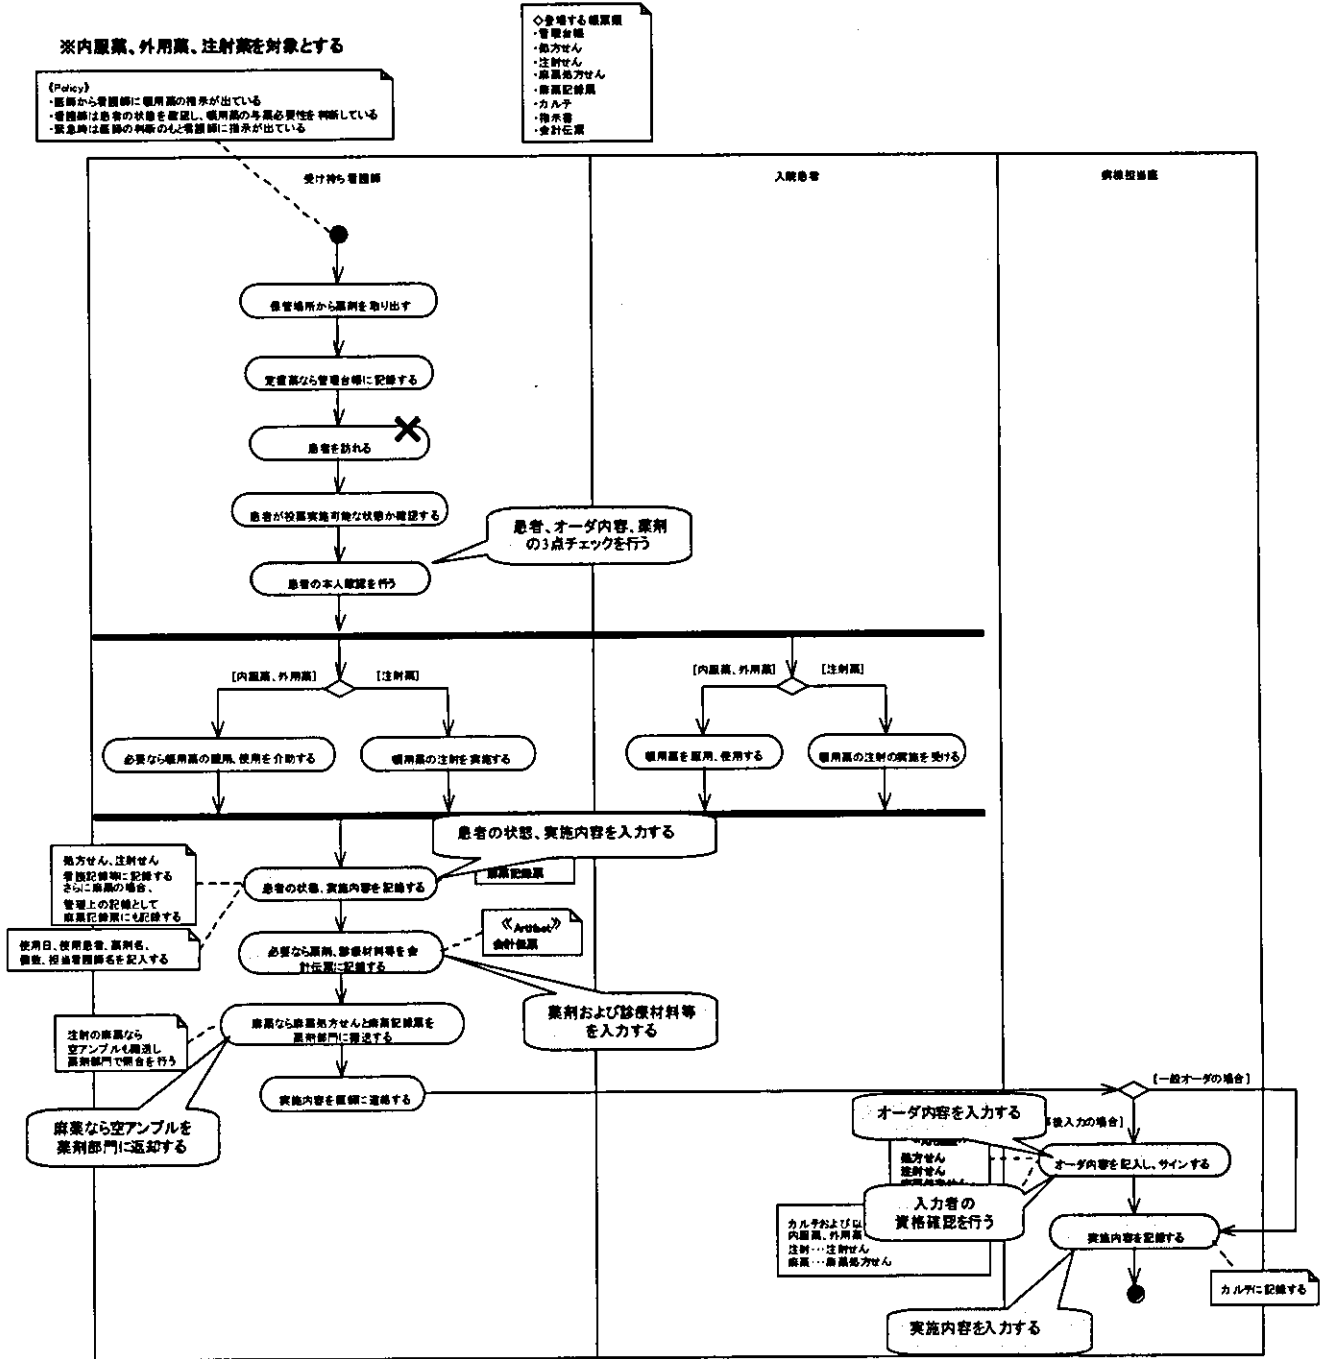 ※内服薬、外用薬、注射薬を対象とする
◇登場する帳票類
・管理台帳
・処方せん
・注射せん
・麻薬処方せん
・麻薬記録票
・カルテ
・指示書
・会計伝票
《Policy》
・医師から看護師に頓用薬の指示が出ている
・看護師は患者の状態を確認し、頓用薬の与薬必要性を判断している
・緊急時は医師の判断のもと看護師に指示が出ている
受け持ち看護師
入院患者
病棟担当医
保管場所から薬剤を取り出す
定置薬なら管理台帳に記録する
患者を訪れる
患者が投薬実施可能な状態か確認する
患者、オーダ内容、薬剤
の3点チェックを行う
患者の本人確認を行う
[内服薬、外用薬]
[注射薬]
[内服薬、外用薬]
[注射薬]
必要なら頓用薬の服用、使用を介助する
頓用薬の注射を実施する
頓用薬を服用、使用する
頓用薬の注射の実施を受ける
患者の状態、実施内容を入力する
処方せん、注射せん
看護記録等に記録する
さらに麻薬の場合、
管理上の記録として
麻薬記録票にも記録する
麻薬記録票
患者の状態、実施内容を記録する
使用日、使用患者、薬剤名、
個数、担当看護師名を記入する
《Artifact》
会計伝票
必要なら薬剤、診療材料等を会
計伝票に記録する
薬剤および診療材料等
を入力する
麻薬なら麻薬処方せんと麻薬記録票を
薬剤部門に搬送する
注射の麻薬なら
空アンプルも搬送し
薬剤部門で照合を行う
実施内容を医師に連絡する
[一般オーダの場合]
麻薬なら空アンプルを
薬剤部門に返却する
オーダ内容を入力する
後入力の場合]
処方せん
注射せん
オーダ内容を記入し、サインする
入力者の
資格確認を行う
カルテおよび以
内服薬、外用薬
注射…注射せん
麻薬…麻薬処方せん
実施内容を記録する
カルテに記録する
実施内容を入力する